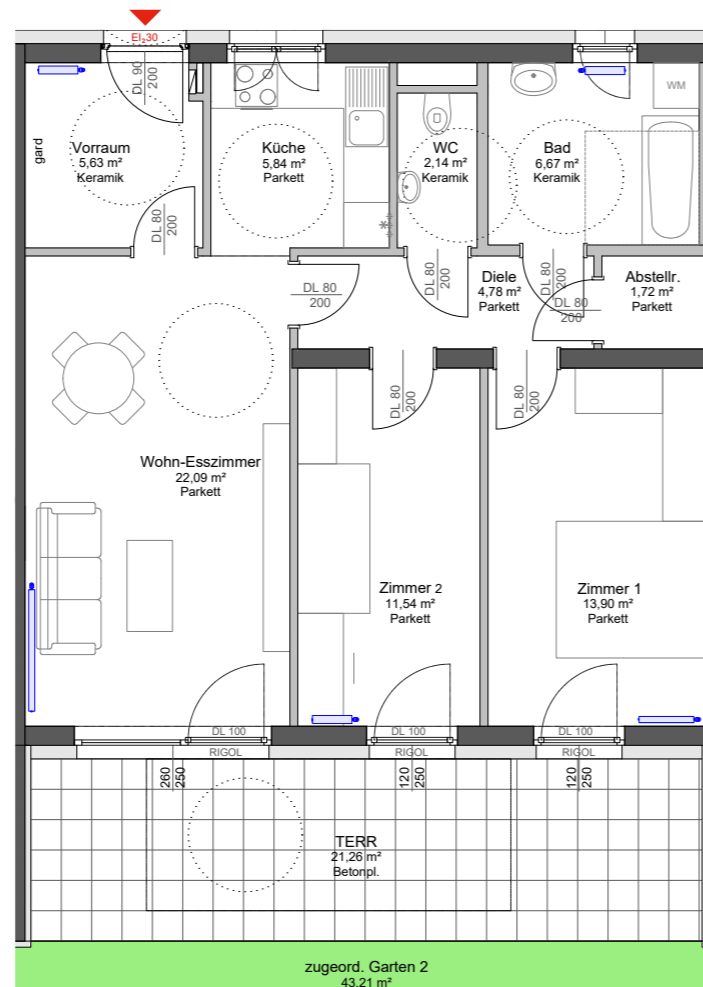 EI₂30
DL 90
200
gard
Vorraum
5,63 m²
Keramik
Küche
5,84 m²
Parkett
WC
2,14 m²
Keramik
Bad
6,67 m²
Keramik
WM
DL 80
200
DL 80
200
DL 80
200
Diele
4,78 m²
Parkett
DL 80
200
DL 80
200
Abstellr.
1,72 m²
Parkett
DL 80
200
DL 80
200
Wohn-Esszimmer
22,09 m²
Parkett
Zimmer 2
11,54 m²
Parkett
Zimmer 1
13,90 m²
Parkett
DL 100
DL 100
DL 100
RIGOL
RIGOL
RIGOL
260
250
120
250
120
250
TERR
21,26 m²
Betonpl.
zugeord. Garten 2
43,21 m²